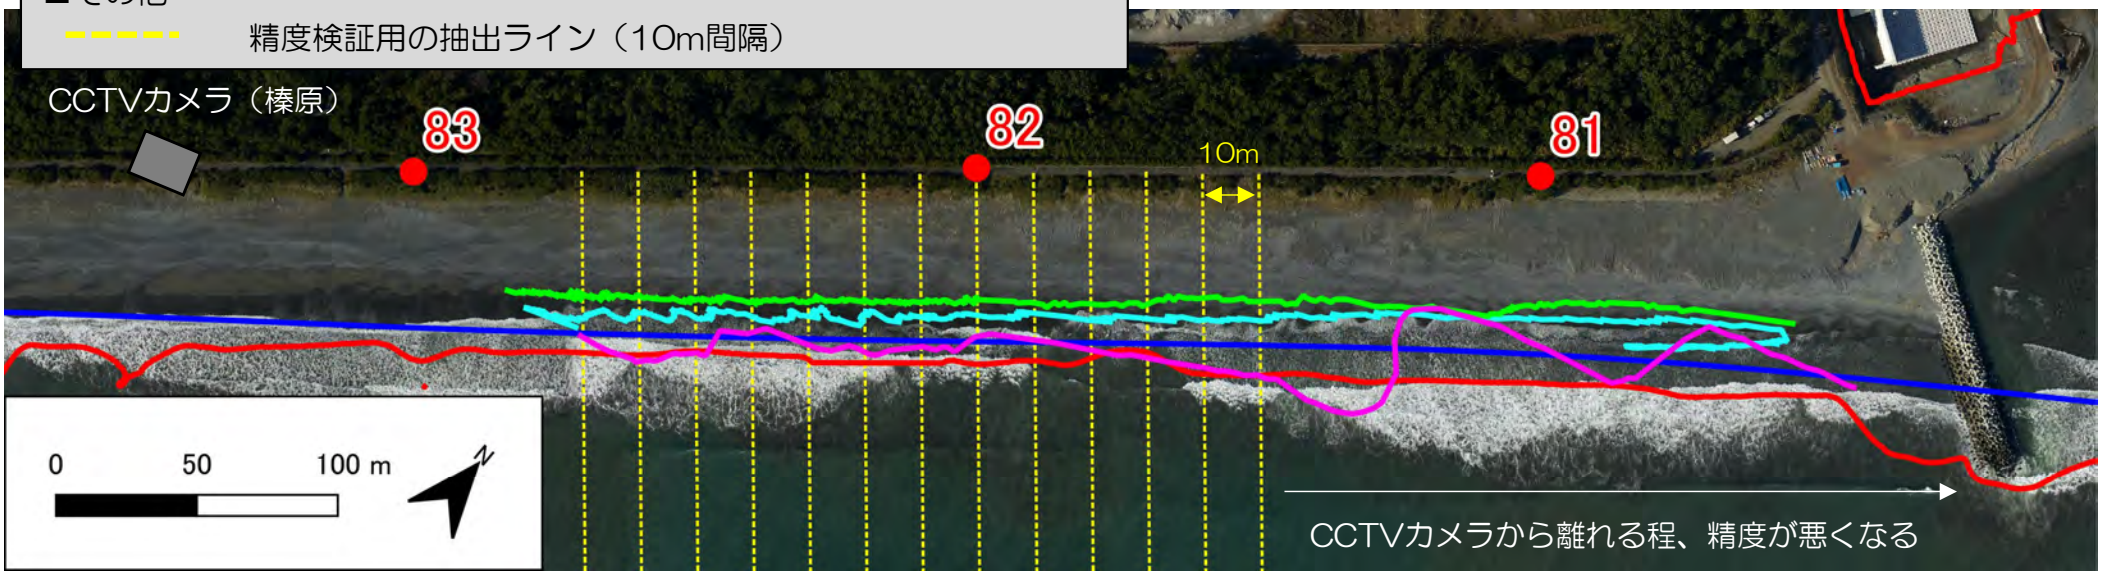 精度検証用の抽出ライン（10m間隔）
CCTVカメラ（榛原）
83
82
81
10m
0 50 100 m
N
CCTVカメラから離れる程、精度が悪くなる